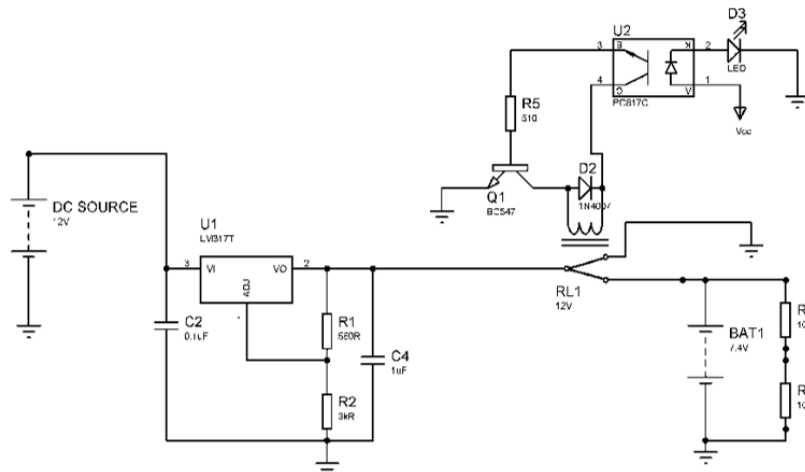 D3
LED
U2
3
E
K
2
4
C
A
1
PC817C
Vcc
R5
510
D2
1N4007
Q1
BC547
DC SOURCE
12V
U1
LM317T
3
VI
VO
2
ADJ
RL1
12V
C2
0.1uF
R1
560R
C4
1uF
R2
3kR
BAT1
7.4V
R
10
R
10